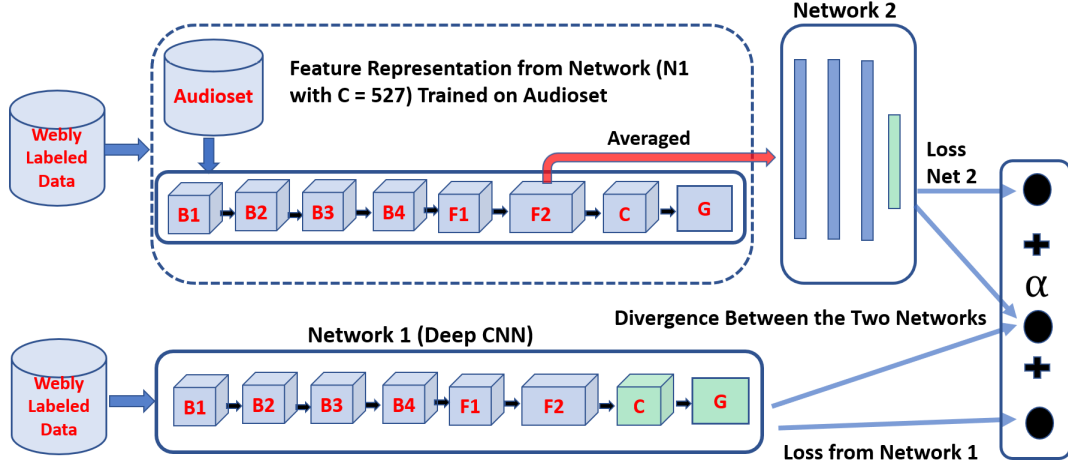 Network 2
Feature Representation from Network (N1
with C = 527) Trained on Audioset
Audioset
Webly
Labeled
Data
Averaged
B1
B2
B3
B4
F1
F2
C
G
Loss
Net 2
+
α
Divergence Between the Two Networks
+
Network 1 (Deep CNN)
Webly
Labeled
Data
B1
B2
B3
B4
F1
F2
C
G
Loss from Network 1